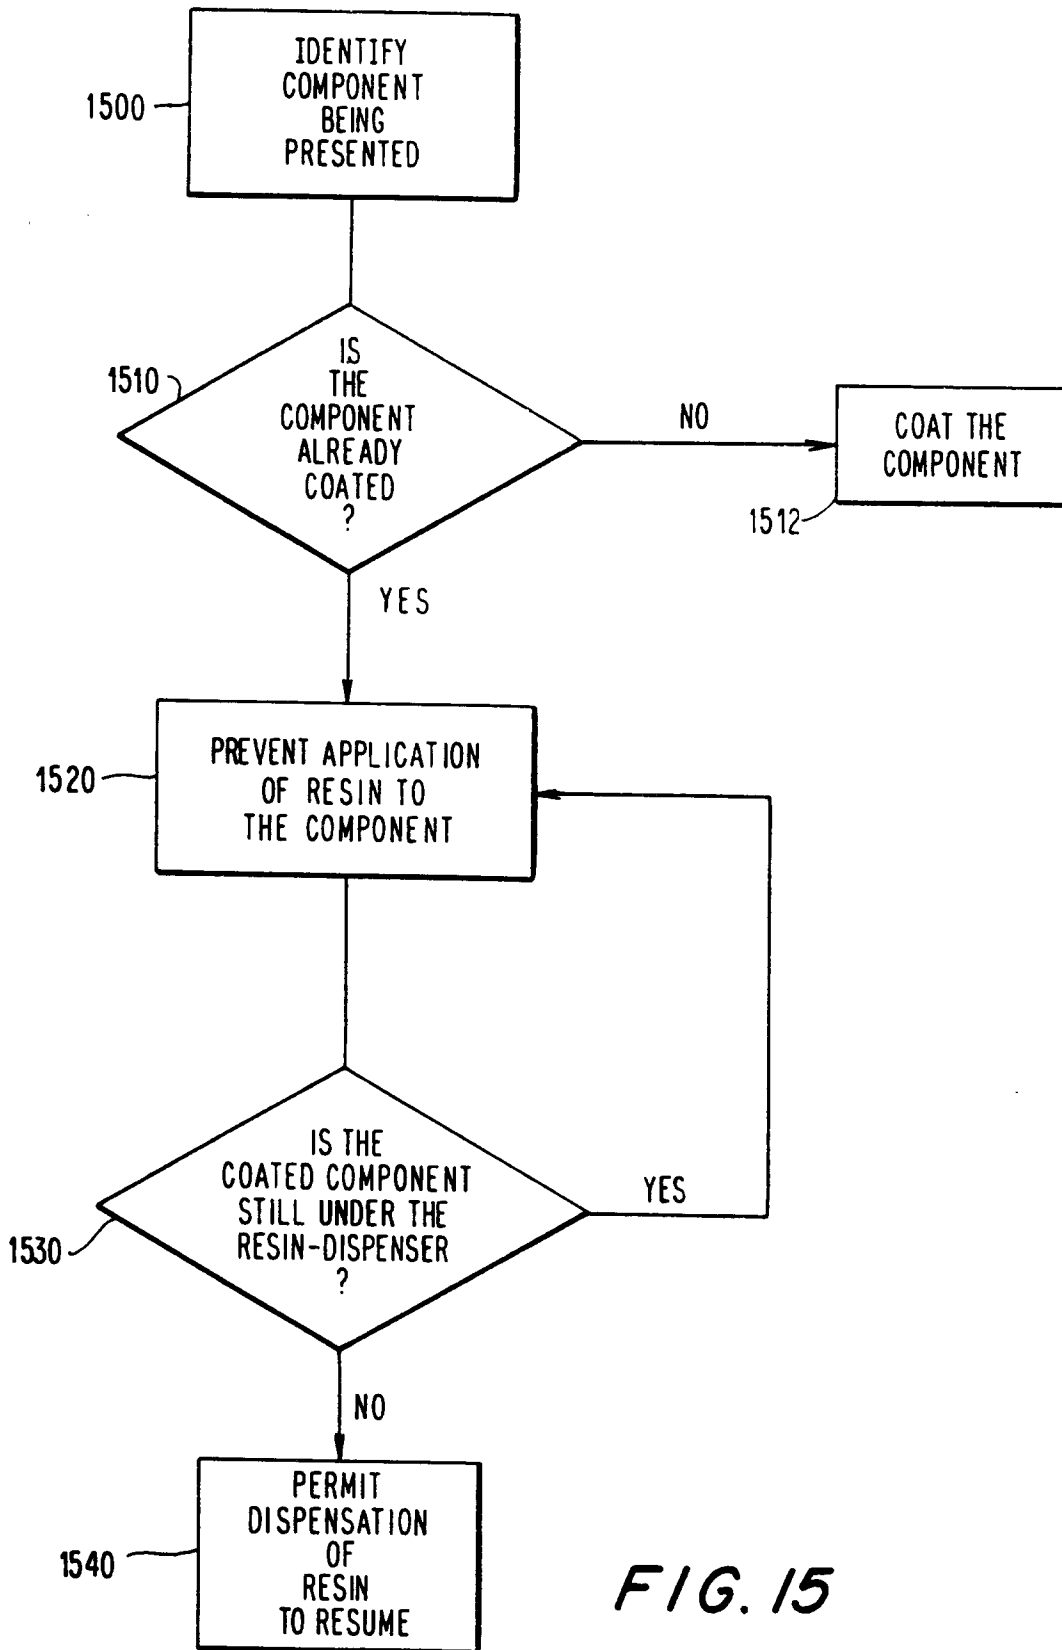 IDENTIFY
COMPONENT
BEING
PRESENTED
1500
IS
THE
COMPONENT
ALREADY
COATED
?
1510
NO
COAT THE
COMPONENT
1512
YES
PREVENT APPLICATION
OF RESIN TO
THE COMPONENT
1520
IS THE
COATED COMPONENT
STILL UNDER THE
RESIN-DISPENSER
?
1530
YES
NO
PERMIT
DISPENSATION
OF
RESIN
TO RESUME
1540
FIG. 15